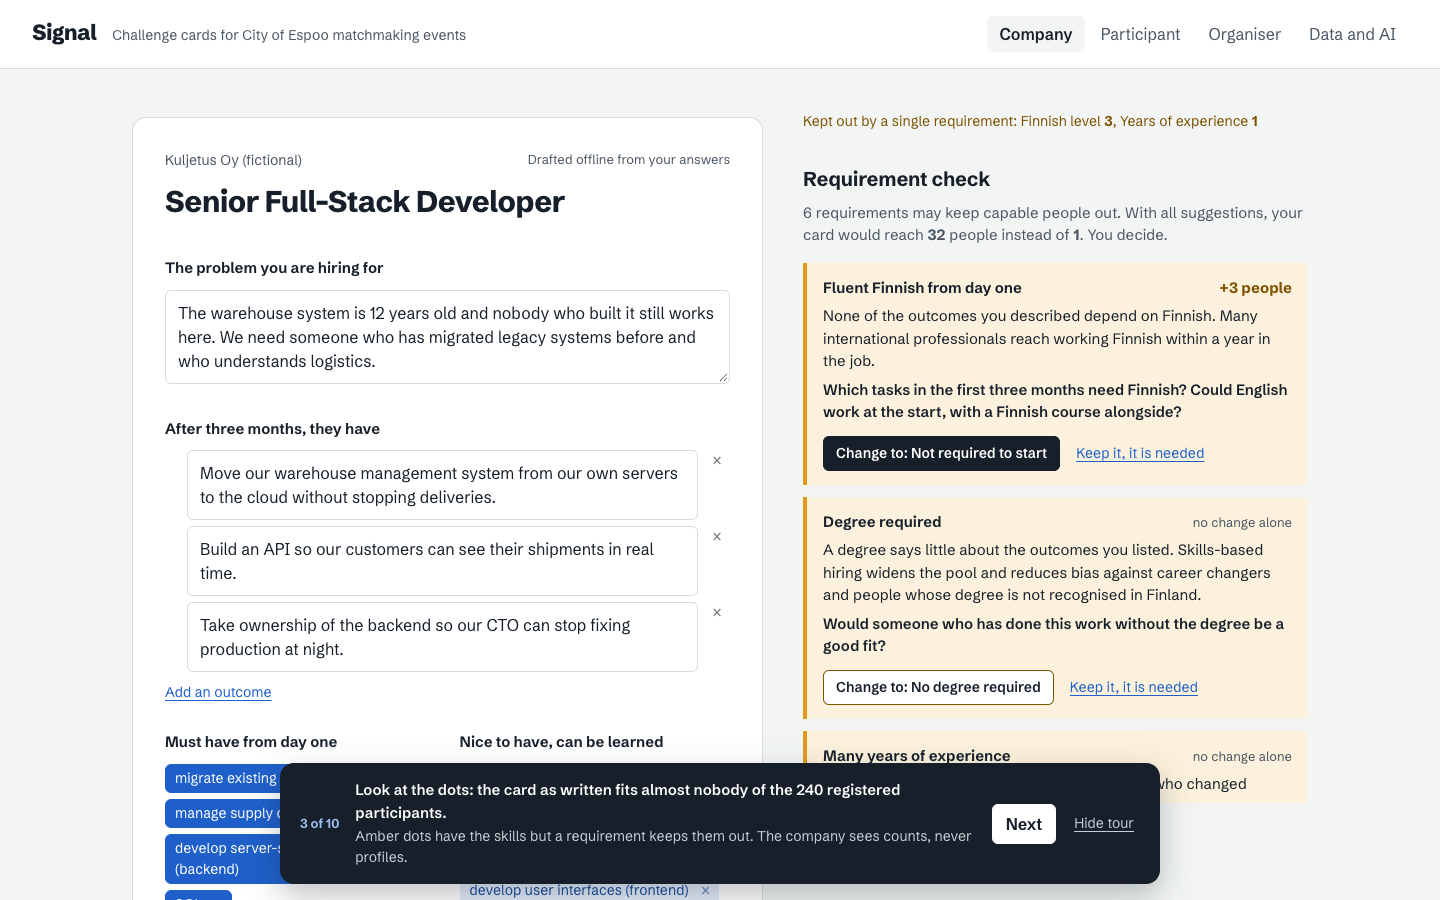 Signal
Challenge cards for City of Espoo matchmaking events
Company
Participant
Organiser
Data and AI
Kuljetus Oy (fictional)
Drafted offline from your answers
Senior Full-Stack Developer
The problem you are hiring for
The warehouse system is 12 years old and nobody who built it still works
here. We need someone who has migrated legacy systems before and
who understands logistics.
After three months, they have
Move our warehouse management system from our own servers
to the cloud without stopping deliveries.
×
Build an API so our customers can see their shipments in real
time.
×
Take ownership of the backend so our CTO can stop fixing
production at night.
×
Add an outcome
Must have from day one
migrate existing
manage supply
develop server-s
(backend)
Nice to have, can be learned
develop user interfaces (frontend) ×
Kept out by a single requirement: Finnish level 3, Years of experience 1
Requirement check
6 requirements may keep capable people out. With all suggestions, your
card would reach 32 people instead of 1. You decide.
Fluent Finnish from day one
+3 people
None of the outcomes you described depend on Finnish. Many
international professionals reach working Finnish within a year in
the job.
Which tasks in the first three months need Finnish? Could English
work at the start, with a Finnish course alongside?
Change to: Not required to start
Keep it, it is needed
Degree required
no change alone
A degree says little about the outcomes you listed. Skills-based
hiring widens the pool and reduces bias against career changers
and people whose degree is not recognised in Finland.
Would someone who has done this work without the degree be a
good fit?
Change to: No degree required
Keep it, it is needed
Many years of experience
no change alone
who changed
3 of 10
Look at the dots: the card as written fits almost nobody of the 240 registered
participants.
Amber dots have the skills but a requirement keeps them out. The company sees counts, never
profiles.
Next
Hide tour